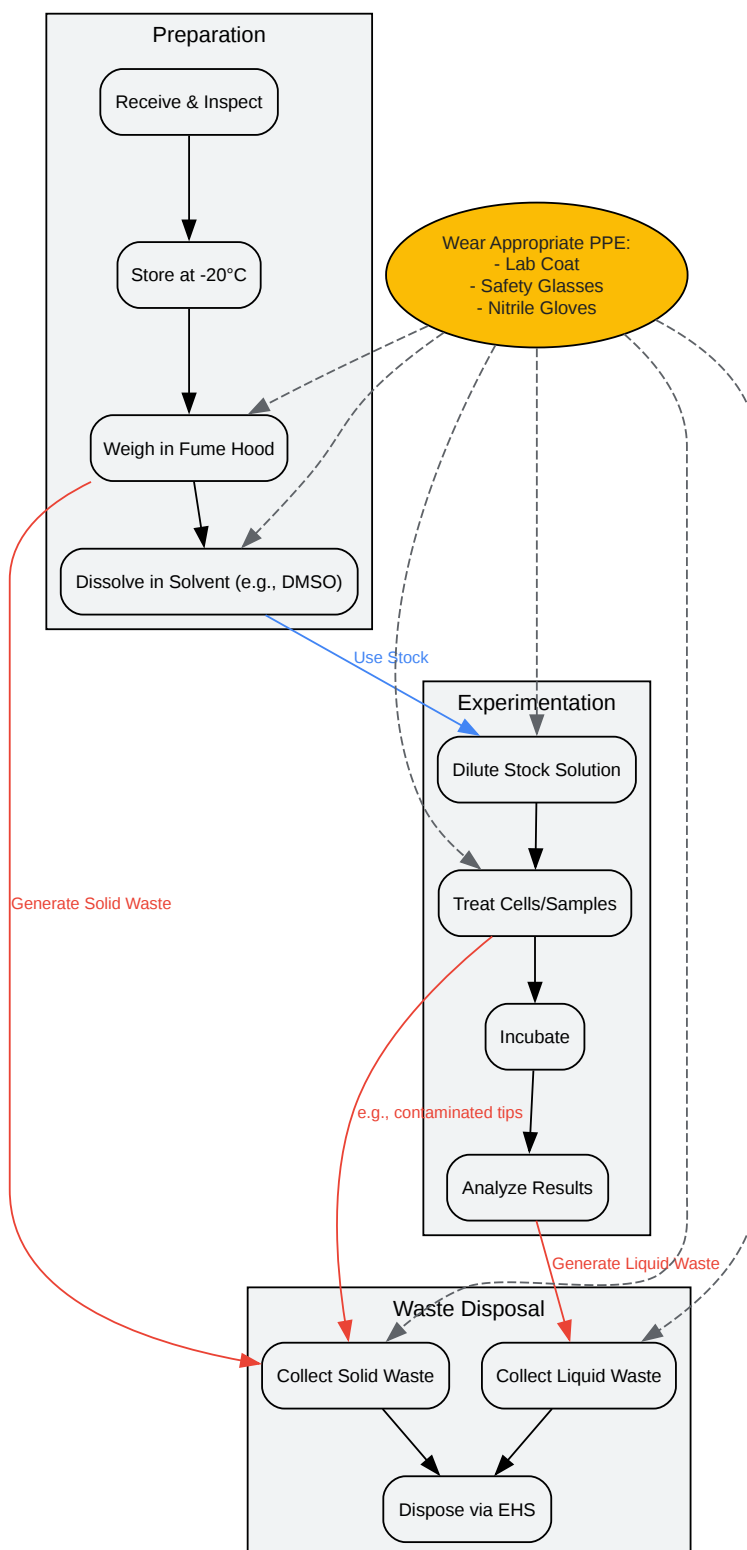 Preparation
Receive & Inspect
Store at -20°C
Wear Appropriate PPE:
- Lab Coat
- Safety Glasses
- Nitrile Gloves
Weigh in Fume Hood
Dissolve in Solvent (e.g., DMSO)
Use Stock
Experimentation
Dilute Stock Solution
Generate Solid Waste
Treat Cells/Samples
Incubate
e.g., contaminated tips
Analyze Results
Generate Liquid Waste
Waste Disposal
Collect Solid Waste
Collect Liquid Waste
Dispose via EHS